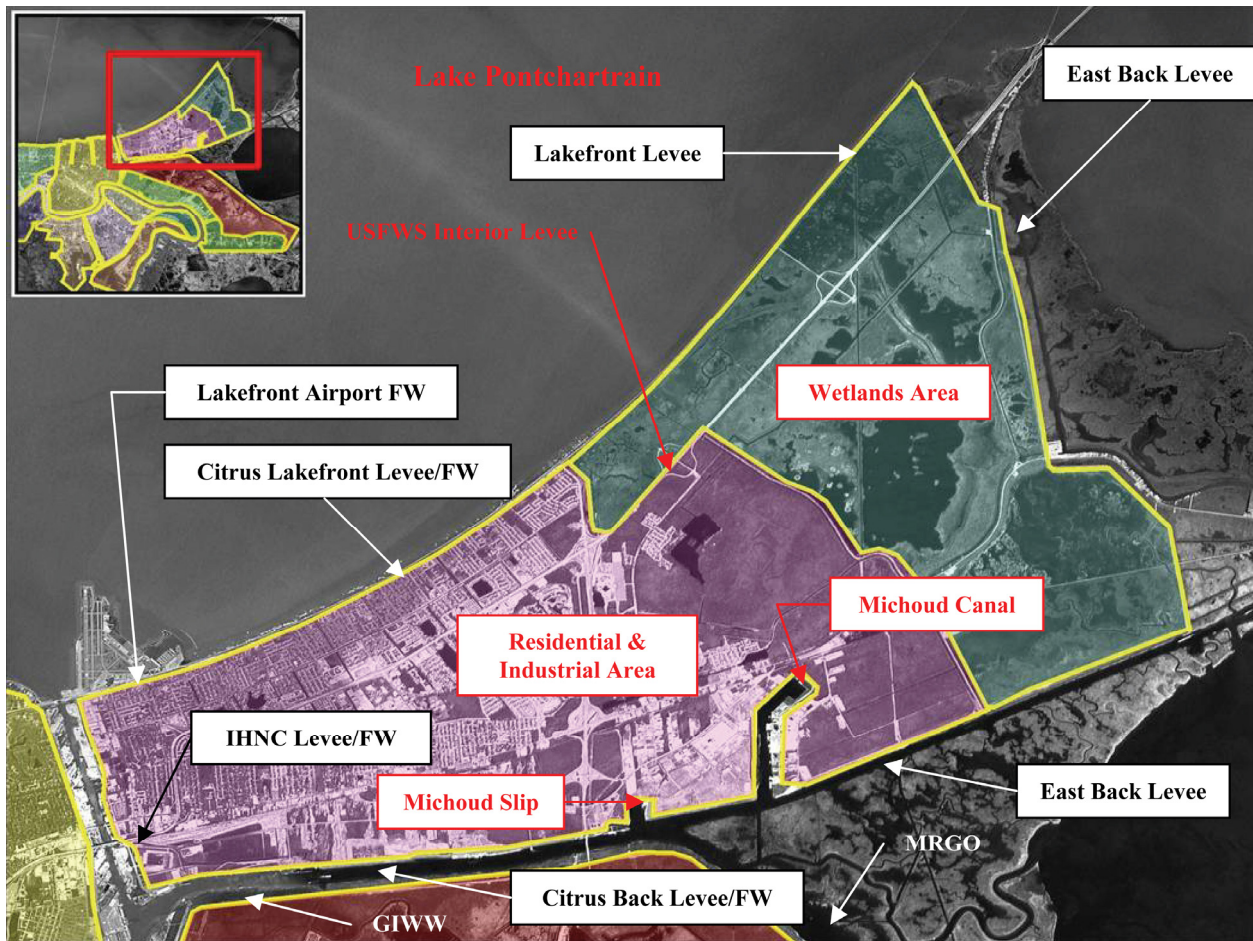 Lake Pontchartrain
East Back Levee
Lakefront Levee
USFWS Interior Levee
Lakefront Airport FW
Wetlands Area
Citrus Lakefront Levee/FW
Michoud Canal
Residential &
Industrial Area
IHNC Levee/FW
Michoud Slip
East Back Levee
MRGO
Citrus Back Levee/FW
GIWW